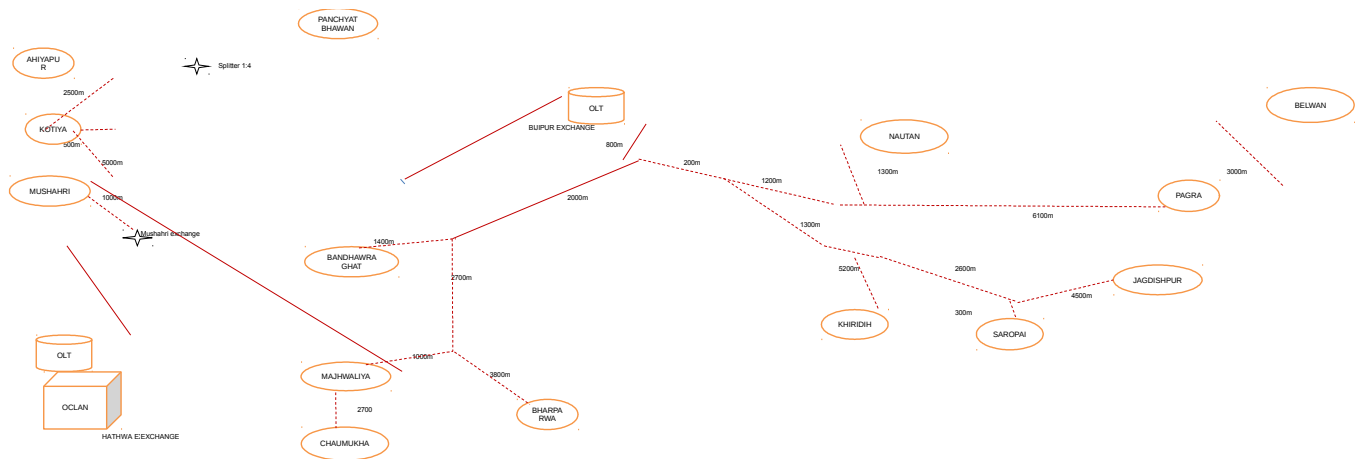 PANCHYAT
BHAWAN
AHIYAPU
R
Splitter 1:4
2500m
OLT
BELWAN
KOTIYA
BIJIPUR EXCHANGE
NAUTAN
500m
800m
5000m
200m
1300m
3000m
1200m
MUSHAHRI
1000m
2000m
PAGRA
6100m
1300m
Mushahri exchange
1400m
BANDHAWRA
GHAT
2700m
5200m
2600m
JAGDISHPUR
4500m
300m
KHIRIDIH
SAROPAI
OLT
1000m
MAJHWALIYA
3800m
OCLAN
2700
BHARPA
RWA
HATHWA E:EXCHANGE
CHAUMUKHA